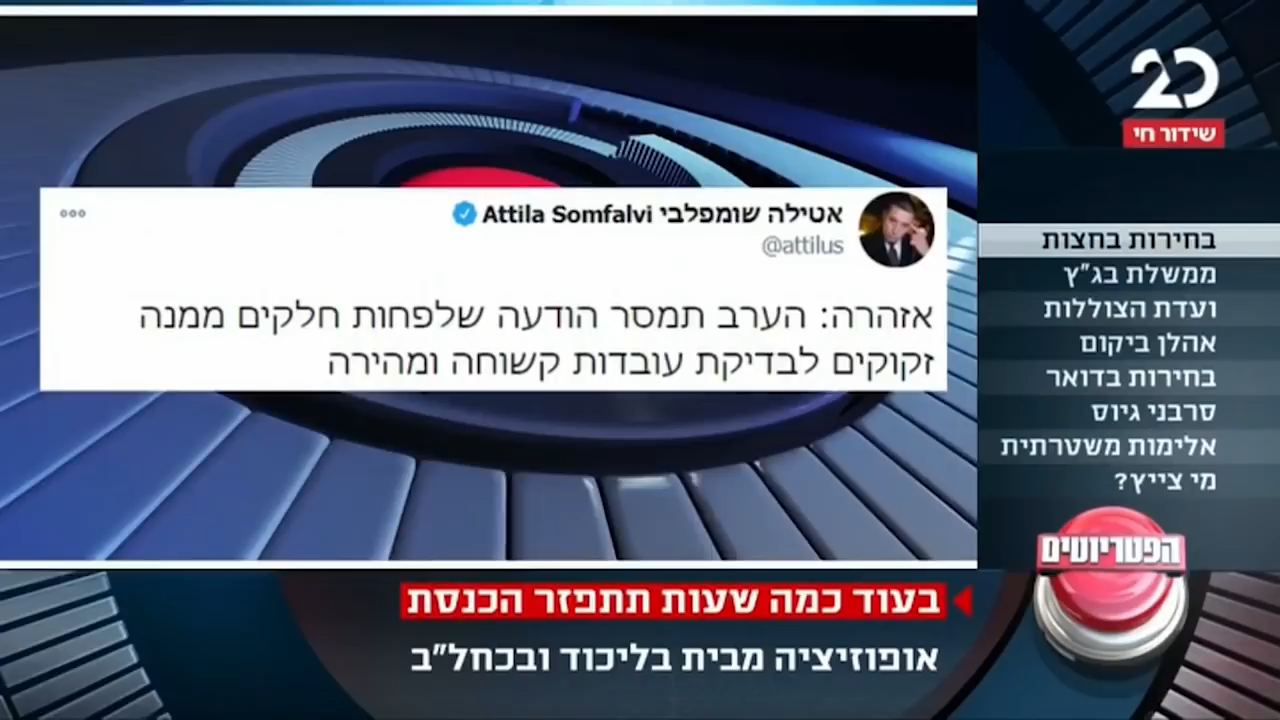 אטילה שומפלבי Attila Somfalvi
@attilus
אזהרה: הערב תמסר הודעה שלפחות חלקים ממנה
זקוקים לבדיקת עובדות קשוחה ומהירה
20
שידור חי
בחירות בחצות
ממשלת בג"ץ
ועדת הצוללות
אהלן ביקום
בחירות בדואר
סרבני גיוס
אלימות משטרתית
מי צייץ?
הפטריוטים
בעוד כמה שעות תתפזר הכנסת
אופוזיציה מבית בליכוד ובכחל"ב